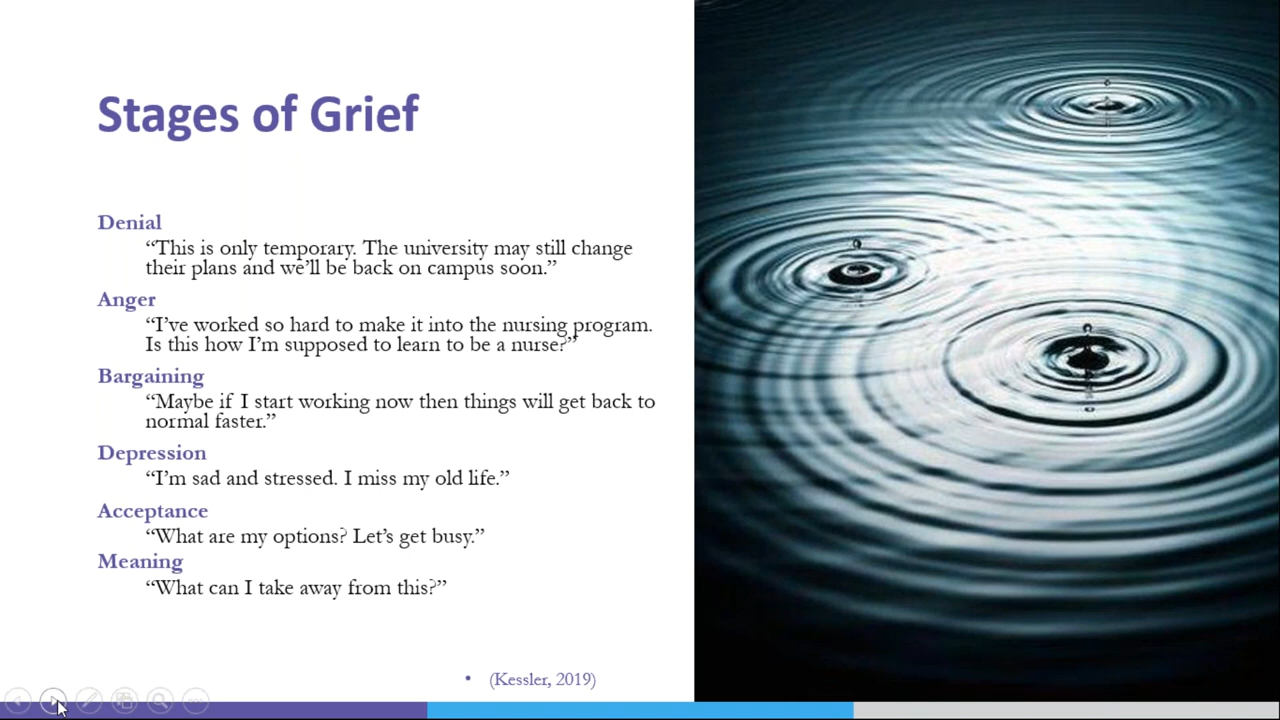 Stages of Grief
Denial
“This is only temporary. The university may still change
their plans and we’ll be back on campus soon.”
Anger
“I’ve worked so hard to make it into the nursing program.
Is this how I’m supposed to learn to be a nurse?”
Bargaining
“Maybe if I start working now then things will get back to
normal faster.”
Depression
“I’m sad and stressed. I miss my old life.”
Acceptance
“What are my options? Let’s get busy.”
Meaning
“What can I take away from this?”
• (Kessler, 2019)